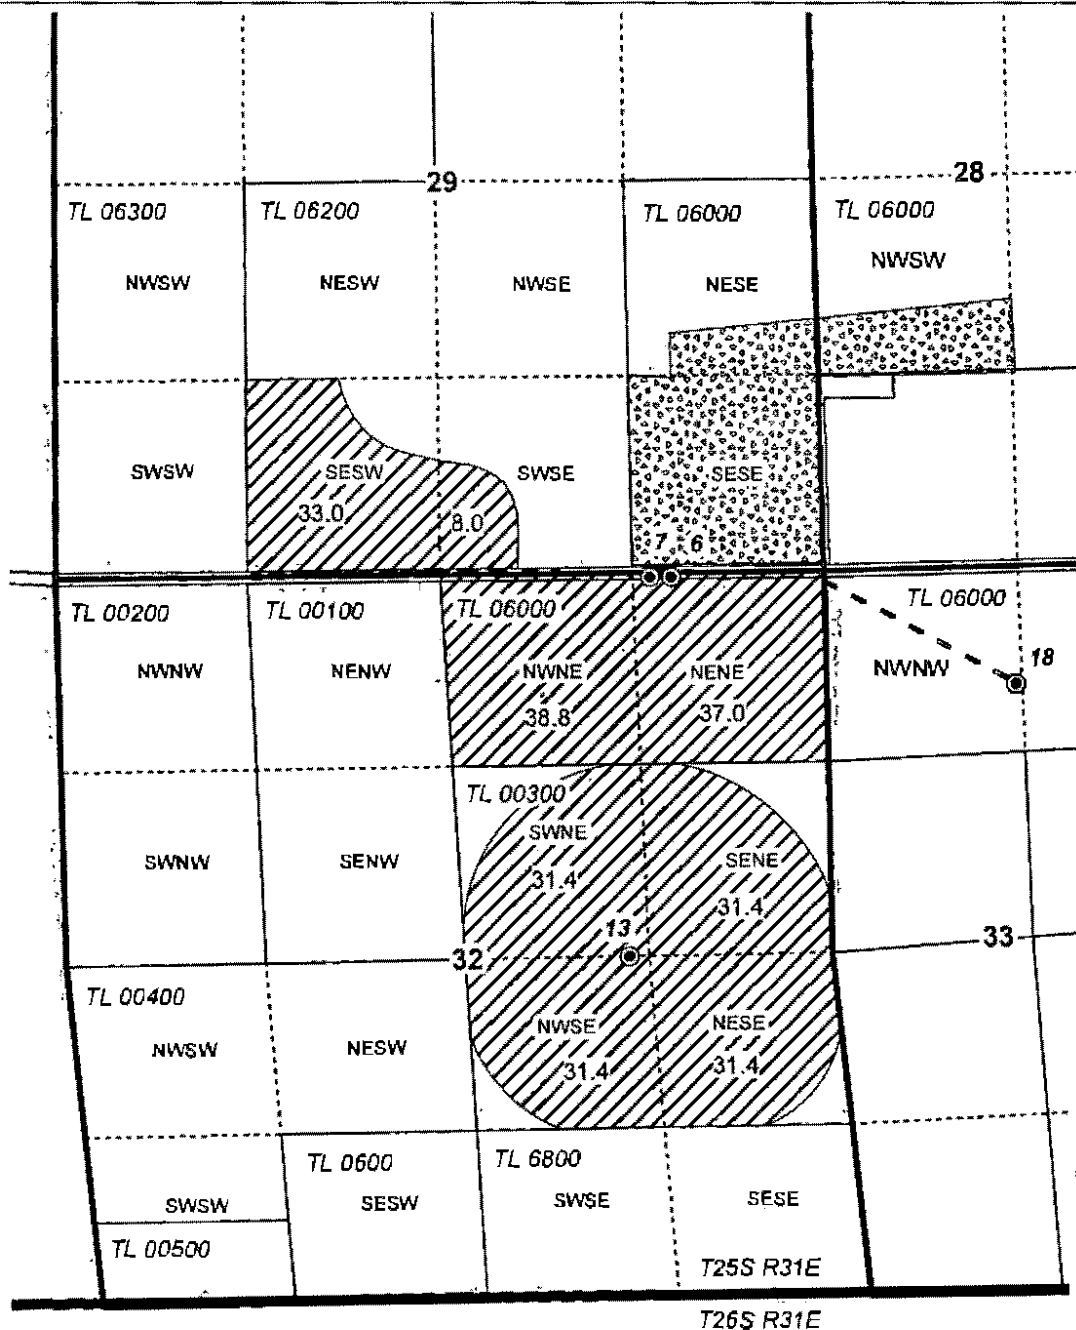 29
28
TL 06300
TL 06200
TL 06000
TL 06000
NWSW
NESW
NWSE
NESE
NWSW
SWSW
SESW
SWSE
SESE
33.0
8.0
7
6
TL 00200
TL 00100
TL 06000
TL 06000
NWNW
NENW
NWNE
NENE
NWNW
18
38.8
37.0
TL 00300
SWNE
SWNW
SENW
SENE
31.4
31.4
13
32
33
TL 00400
NWSW
NESW
NWSE
NESE
31.4
31.4
TL 0600
TL 6800
SWSW
SESW
SWSE
SESE
TL 00500
T25S R31E
T26S R31E